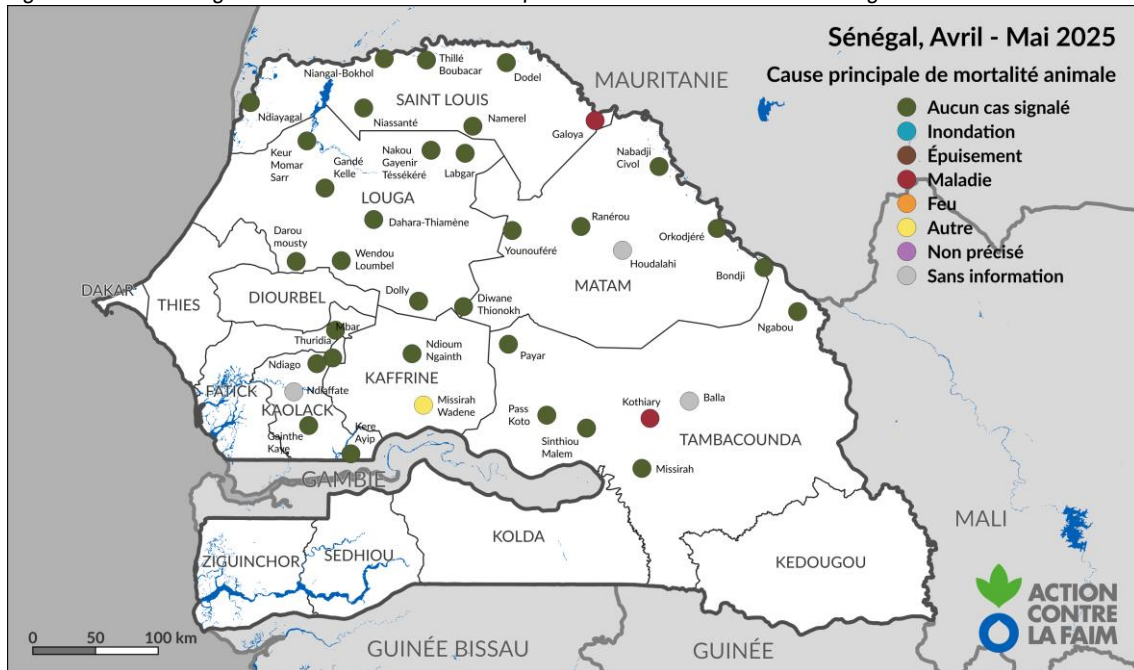 Sénégal, Avril - Mai 2025
Cause principale de mortalité animale
Aucun cas signalé
Inondation
Épuisement
Maladie
Feu
Autre
Non précisé
Sans information
MAURITANIE
Niangal-Bokhol
Thillé
Boubacar
Dodel
SAINT LOUIS
Ndiayagal
Niassanté
Namerel
Galoya
Keur
Momar
Sarr
Gandé
Kelle
Nakou
Gayenir
Téssékéré
Labgar
Nabadji
Civol
LOUGA
Dahara-Thiamène
Ranérou
Younouféré
Orkodjéré
Houdalahi
Darou
mousty
Wendou
Loumbel
Bondji
MATAM
DAKAR
THIES
DIOURBEL
Dolly
Diwane
Thionokh
Ngabou
Mbar
Thuridia
Ndioum
Ngainth
Payar
Ndiago
KAFFRINE
FATICK
Ndiaffate
KAOLACK
Missirah
Wadene
Pass
Koto
Kothiary
Balla
Gainthe
Kaye
Kere
Ayip
Sinthiou
Malem
TAMBACOUNDA
Missirah
GAMBIE
MALI
KOLDA
ZIGUINCHOR
SEDHIOU
KEDOUGOU
ACTION
CONTRE
LA FAIM
0 50 100 km
GUINÉE BISSAU
GUINÉE